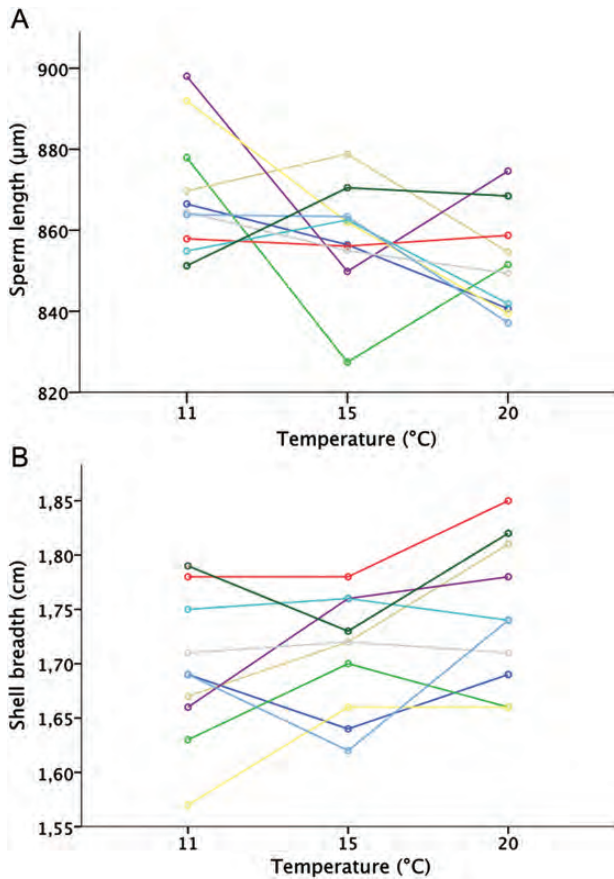 A
900
880
860
840
820
Sperm length (µm)
11 15 20
Temperature (°C)
B
1,85
1,80
1,75
1,70
1,65
1,60
1,55
Shell breadth (cm)
11 15 20
Temperature (°C)